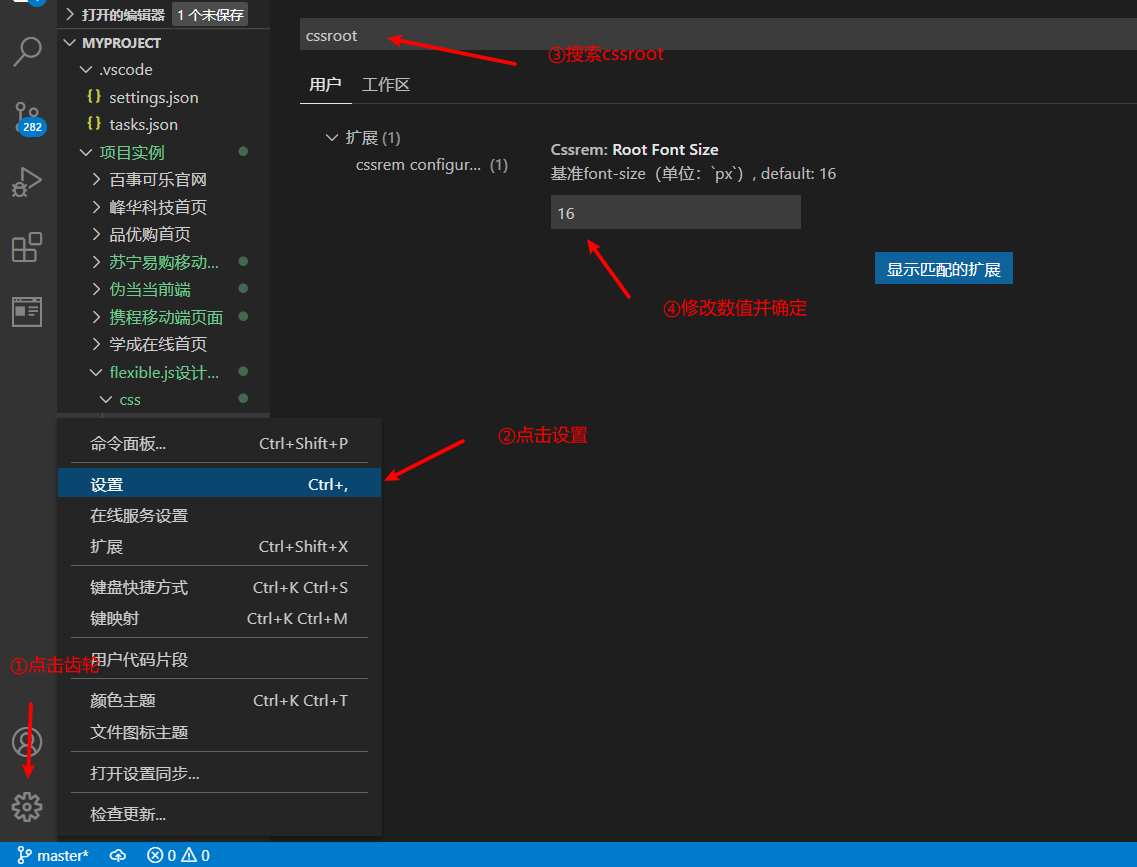 打开的编辑器 1 个未保存
MYPROJECT
.vscode
{} settings.json
{} tasks.json
项目实例
百事可乐官网
峰华科技首页
品优购首页
苏宁易购移动...
伪当当前端
携程移动端页面
学成在线首页
flexible.js设计...
css
282
cssroot
③搜索cssroot
用户 工作区
扩展 (1)
cssrem configur... (1)
Cssrem: Root Font Size
基准font-size（单位：`px`）, default: 16
16
显示匹配的扩展
④修改数值并确定
②点击设置
命令面板... Ctrl+Shift+P
设置 Ctrl+,
在线服务设置
扩展 Ctrl+Shift+X
键盘快捷方式 Ctrl+K Ctrl+S
键映射 Ctrl+K Ctrl+M
用户代码片段
①点击齿轮
颜色主题 Ctrl+K Ctrl+T
文件图标主题
打开设置同步...
检查更新...
master* 0 0